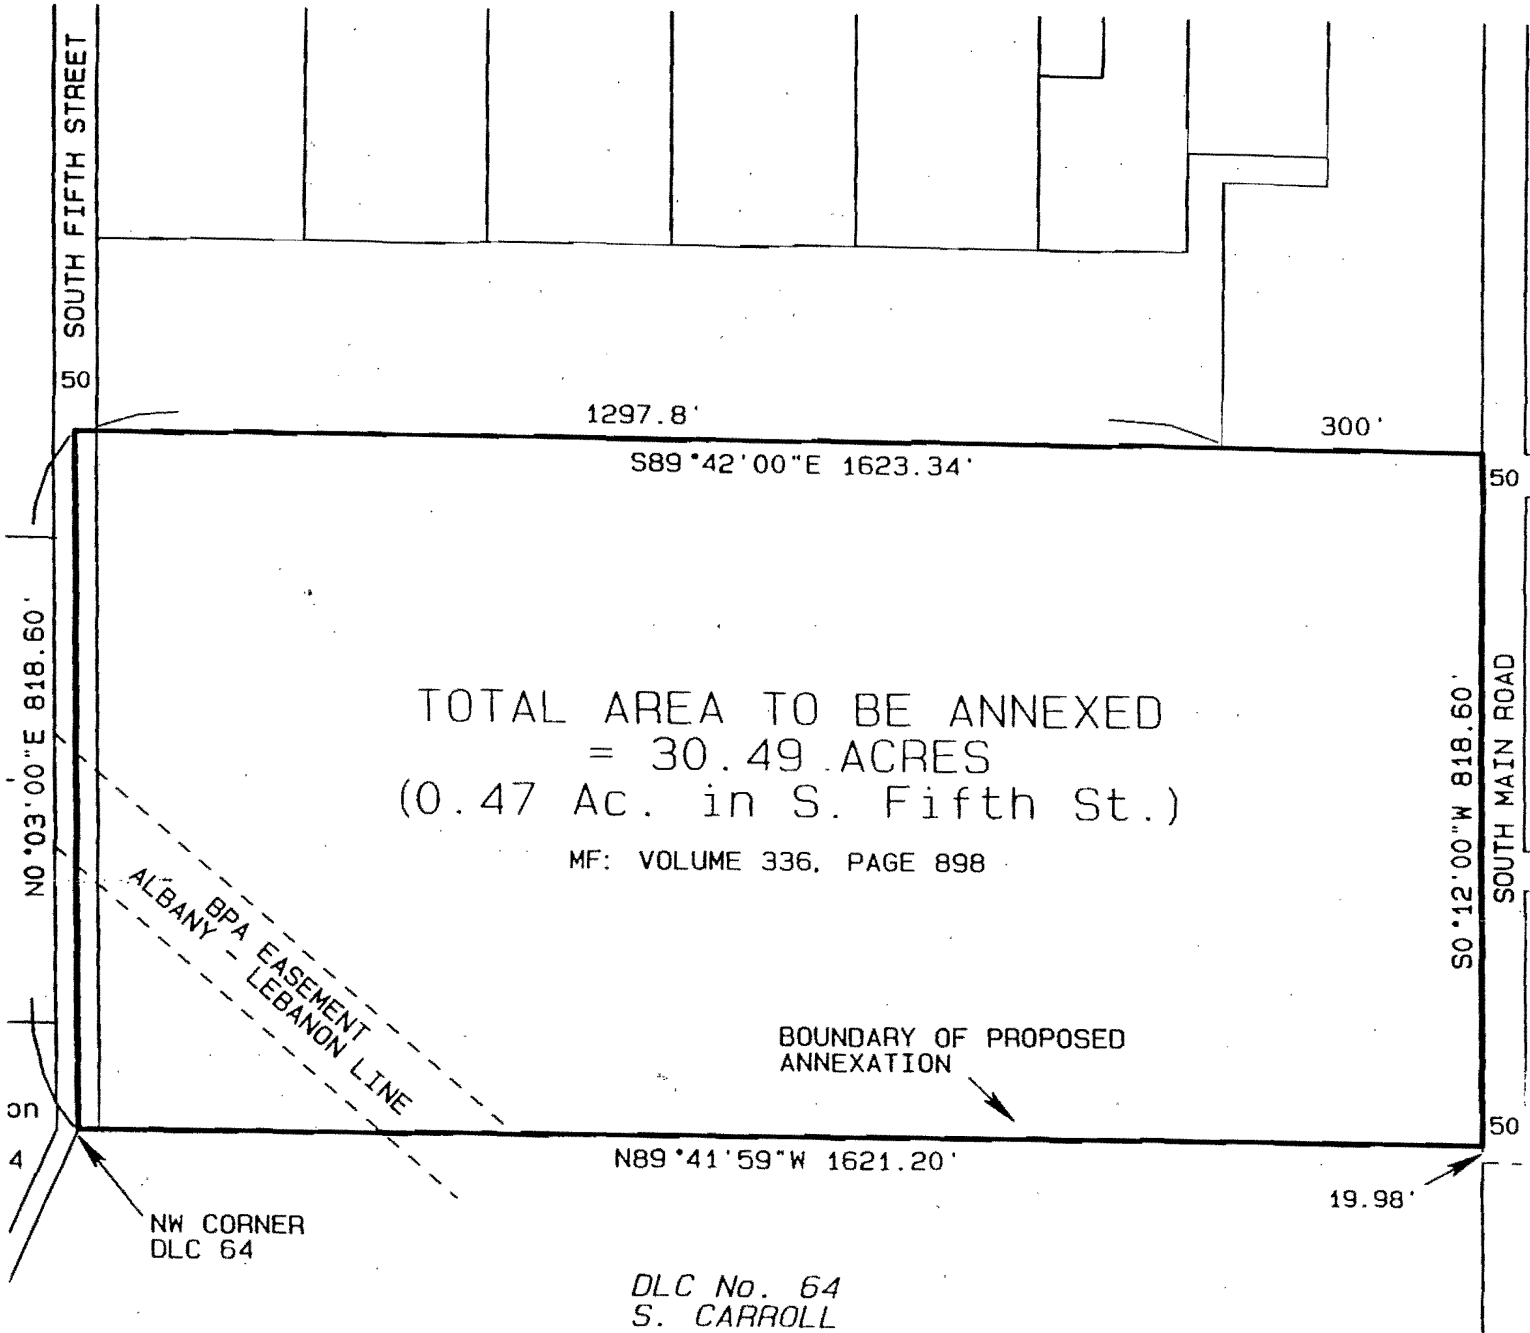 SOUTH FIFTH STREET
50
1297.8'
300'
S89°42'00"E 1623.34'
50
N0°03'00"E 818.60'
TOTAL AREA TO BE ANNEXED
= 30.49 ACRES
(0.47 Ac. in S. Fifth St.)
MF: VOLUME 336, PAGE 898
S0°12'00"W 818.60'
SOUTH MAIN ROAD
BPA EASEMENT
ALBANY - LEBANON LINE
BOUNDARY OF PROPOSED
ANNEXATION
on
4
50
N89°41'59"W 1621.20'
19.98'
NW CORNER
DLC 64
DLC No. 64
S. CARROLL